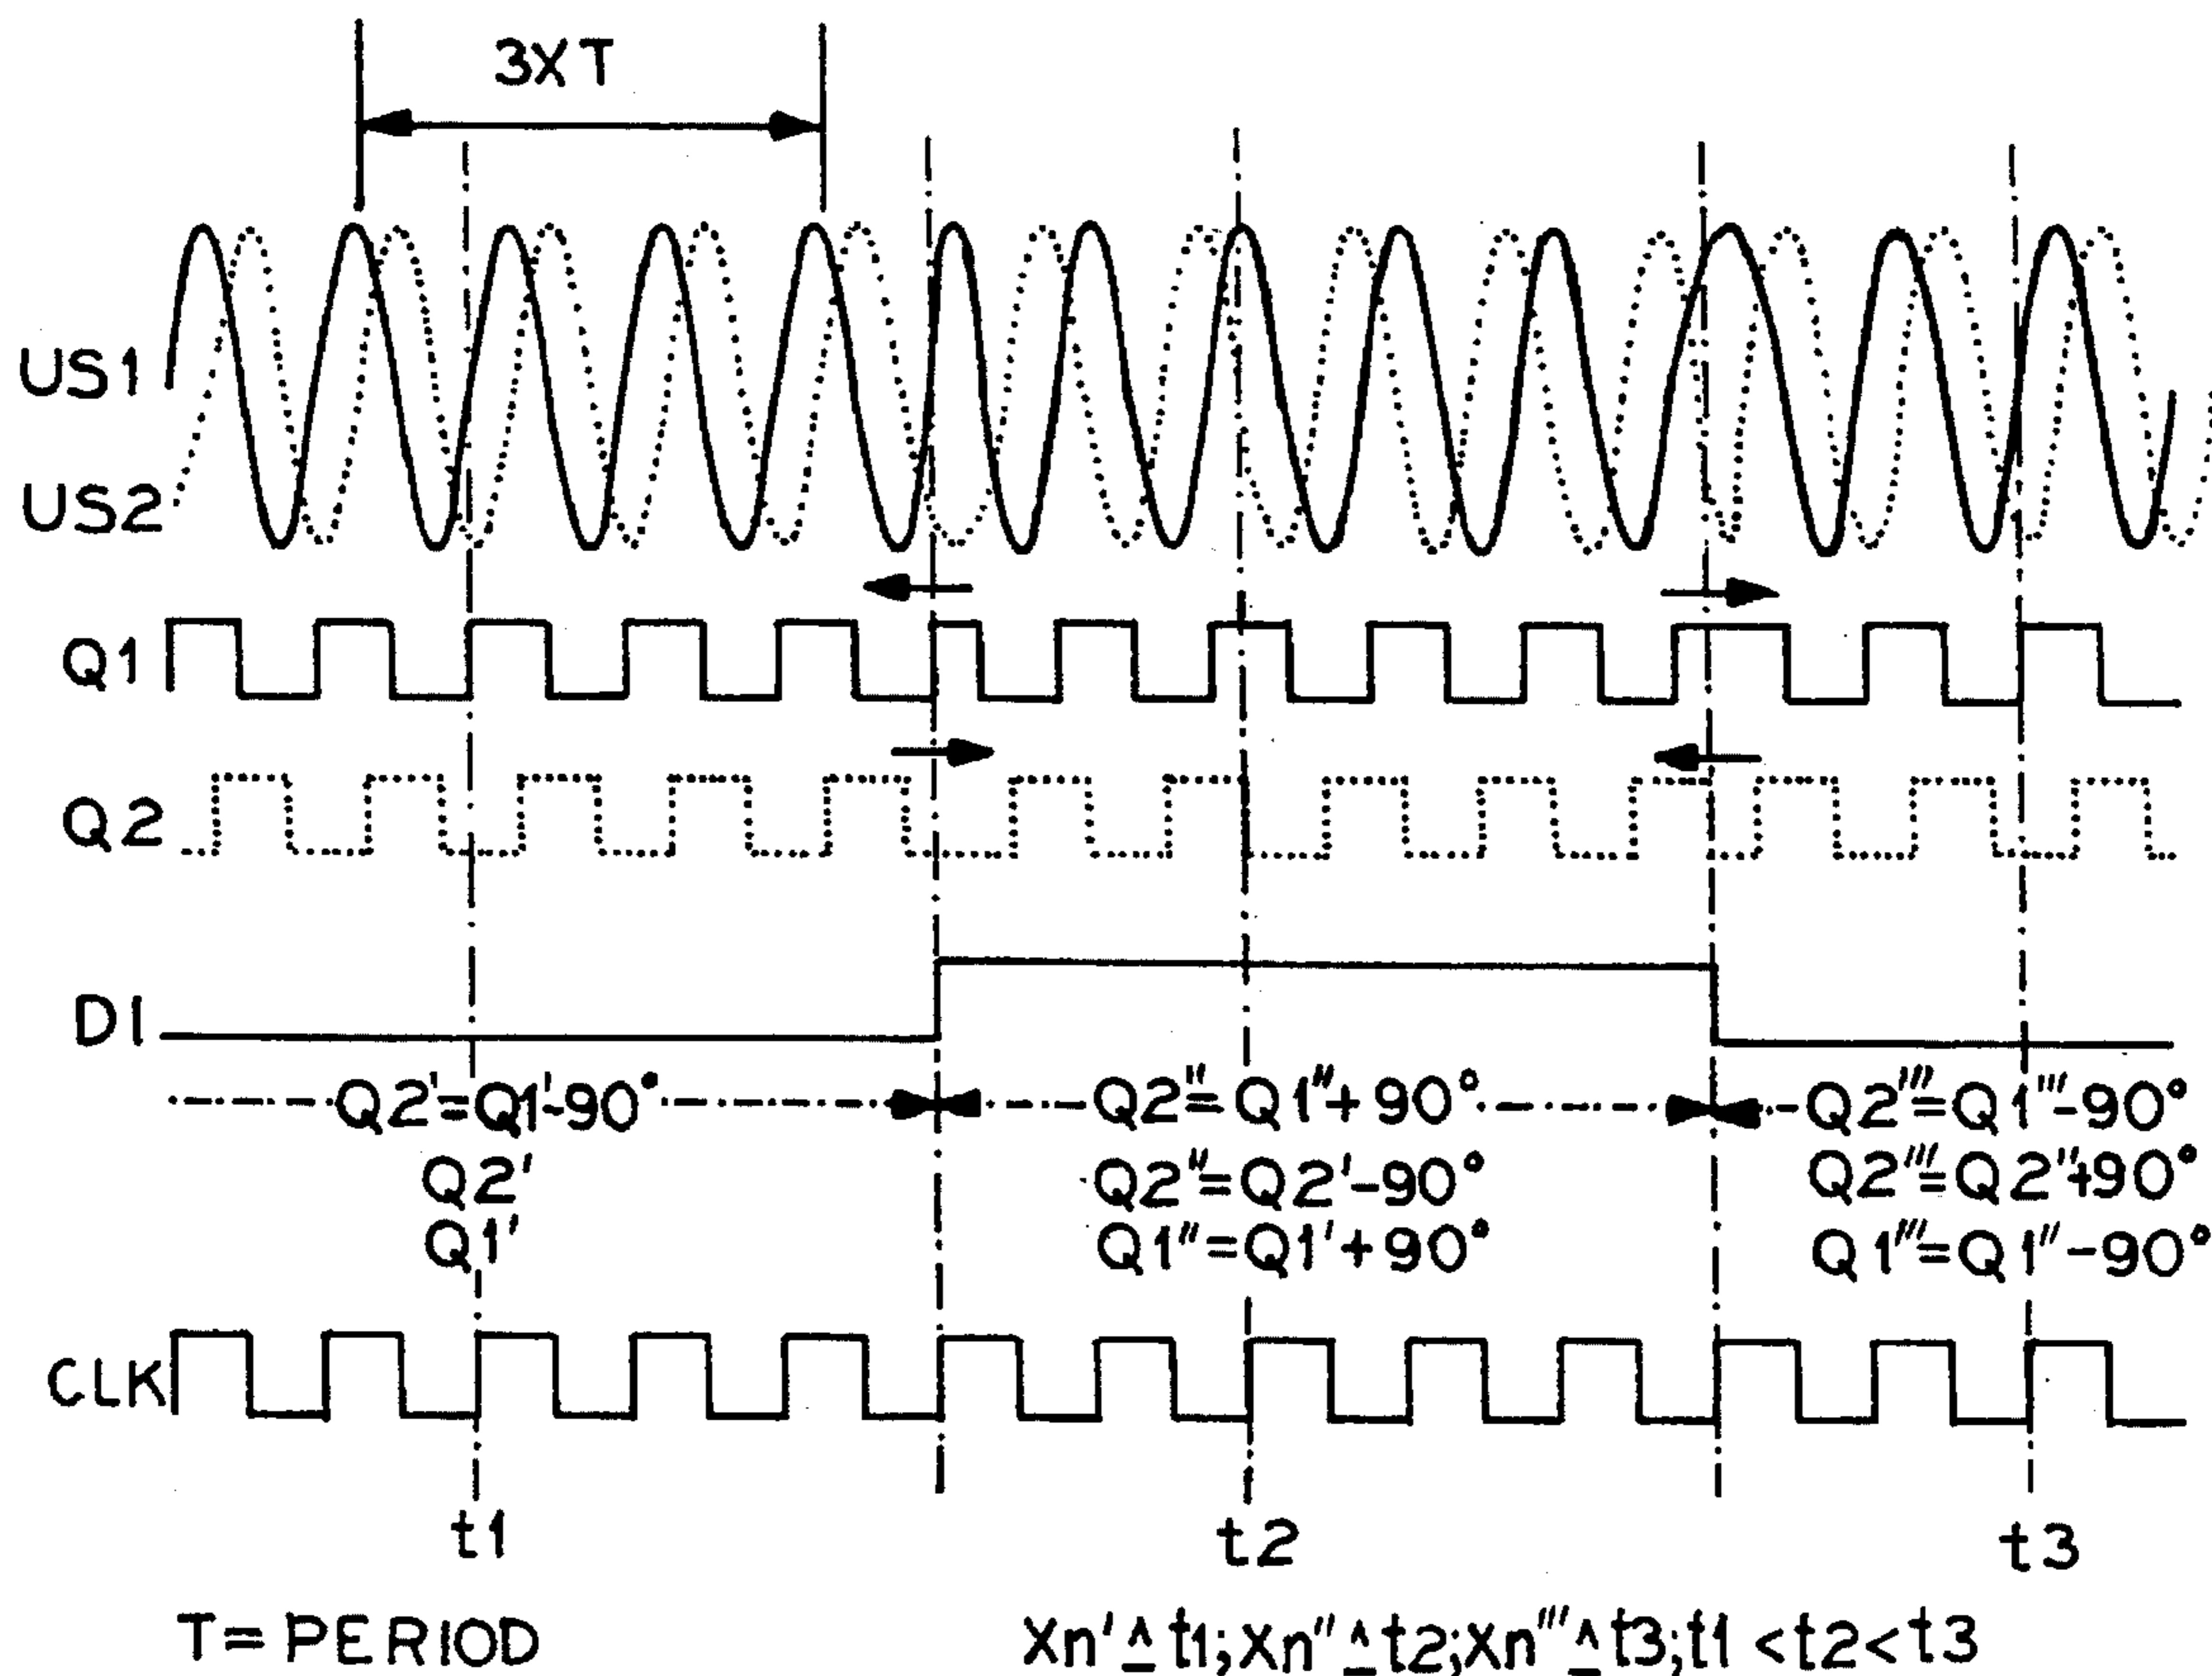 3XT
US1
US2
Q1
Q2
D1
Q2'=Q1'-90° Q2"=Q1"+90° Q2'''=Q1'''-90°
Q2' Q2"=Q2'-90° Q2'''=Q2"+90°
Q1' Q1"=Q1'+90° Q1'''=Q1"-90°
CLK
t1 t2 t3
T=PERIOD Xn'≙t1;Xn"≙t2;Xn'''≙t3;t1<t2<t3